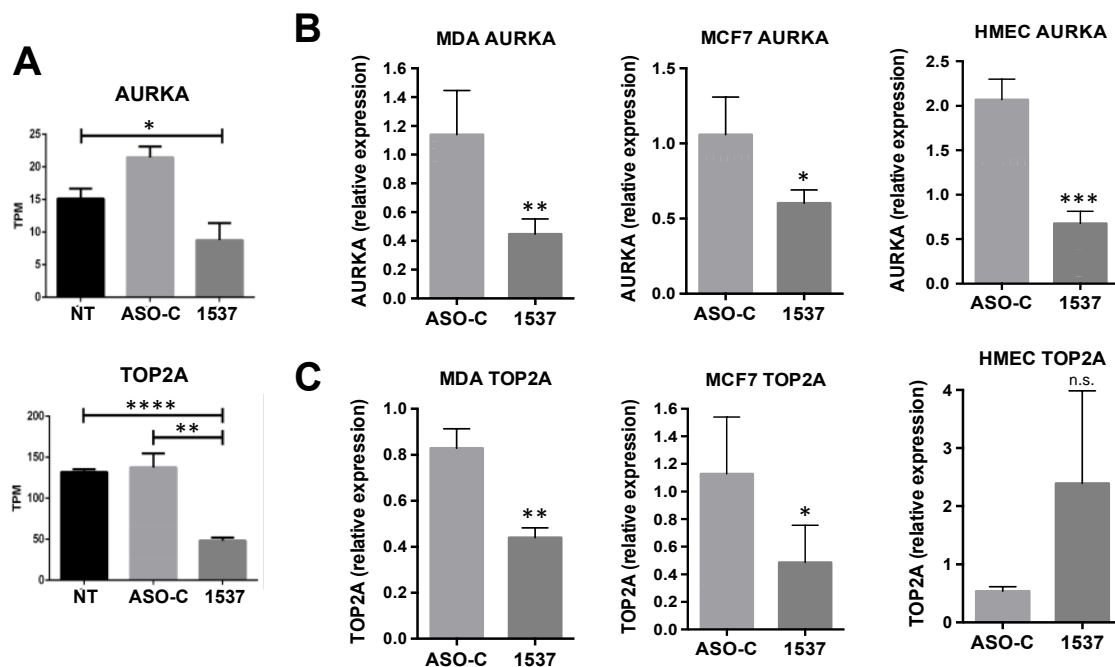 A
AURKA
*
25
20
15
10
5
0
TPM
NT ASO-C 1537
TOP2A
****
**
200
150
100
50
0
TPM
NT ASO-C 1537
B
MDA AURKA
AURKA (relative expression)
1.6
1.4
1.2
1.0
0.8
0.6
0.4
0.2
0.0
**
ASO-C 1537
MCF7 AURKA
AURKA (relative expression)
1.5
1.0
0.5
0.0
*
ASO-C 1537
HMEC AURKA
AURKA (relative expression)
2.5
2.0
1.5
1.0
0.5
0.0
***
ASO-C 1537
C
MDA TOP2A
TOP2A (relative expression)
1.0
0.8
0.6
0.4
0.2
0.0
**
ASO-C 1537
MCF7 TOP2A
TOP2A (relative expression)
1.6
1.4
1.2
1.0
0.8
0.6
0.4
0.2
0.0
*
ASO-C 1537
HMEC TOP2A
n.s.
TOP2A (relative expression)
4
3
2
1
0
ASO-C 1537